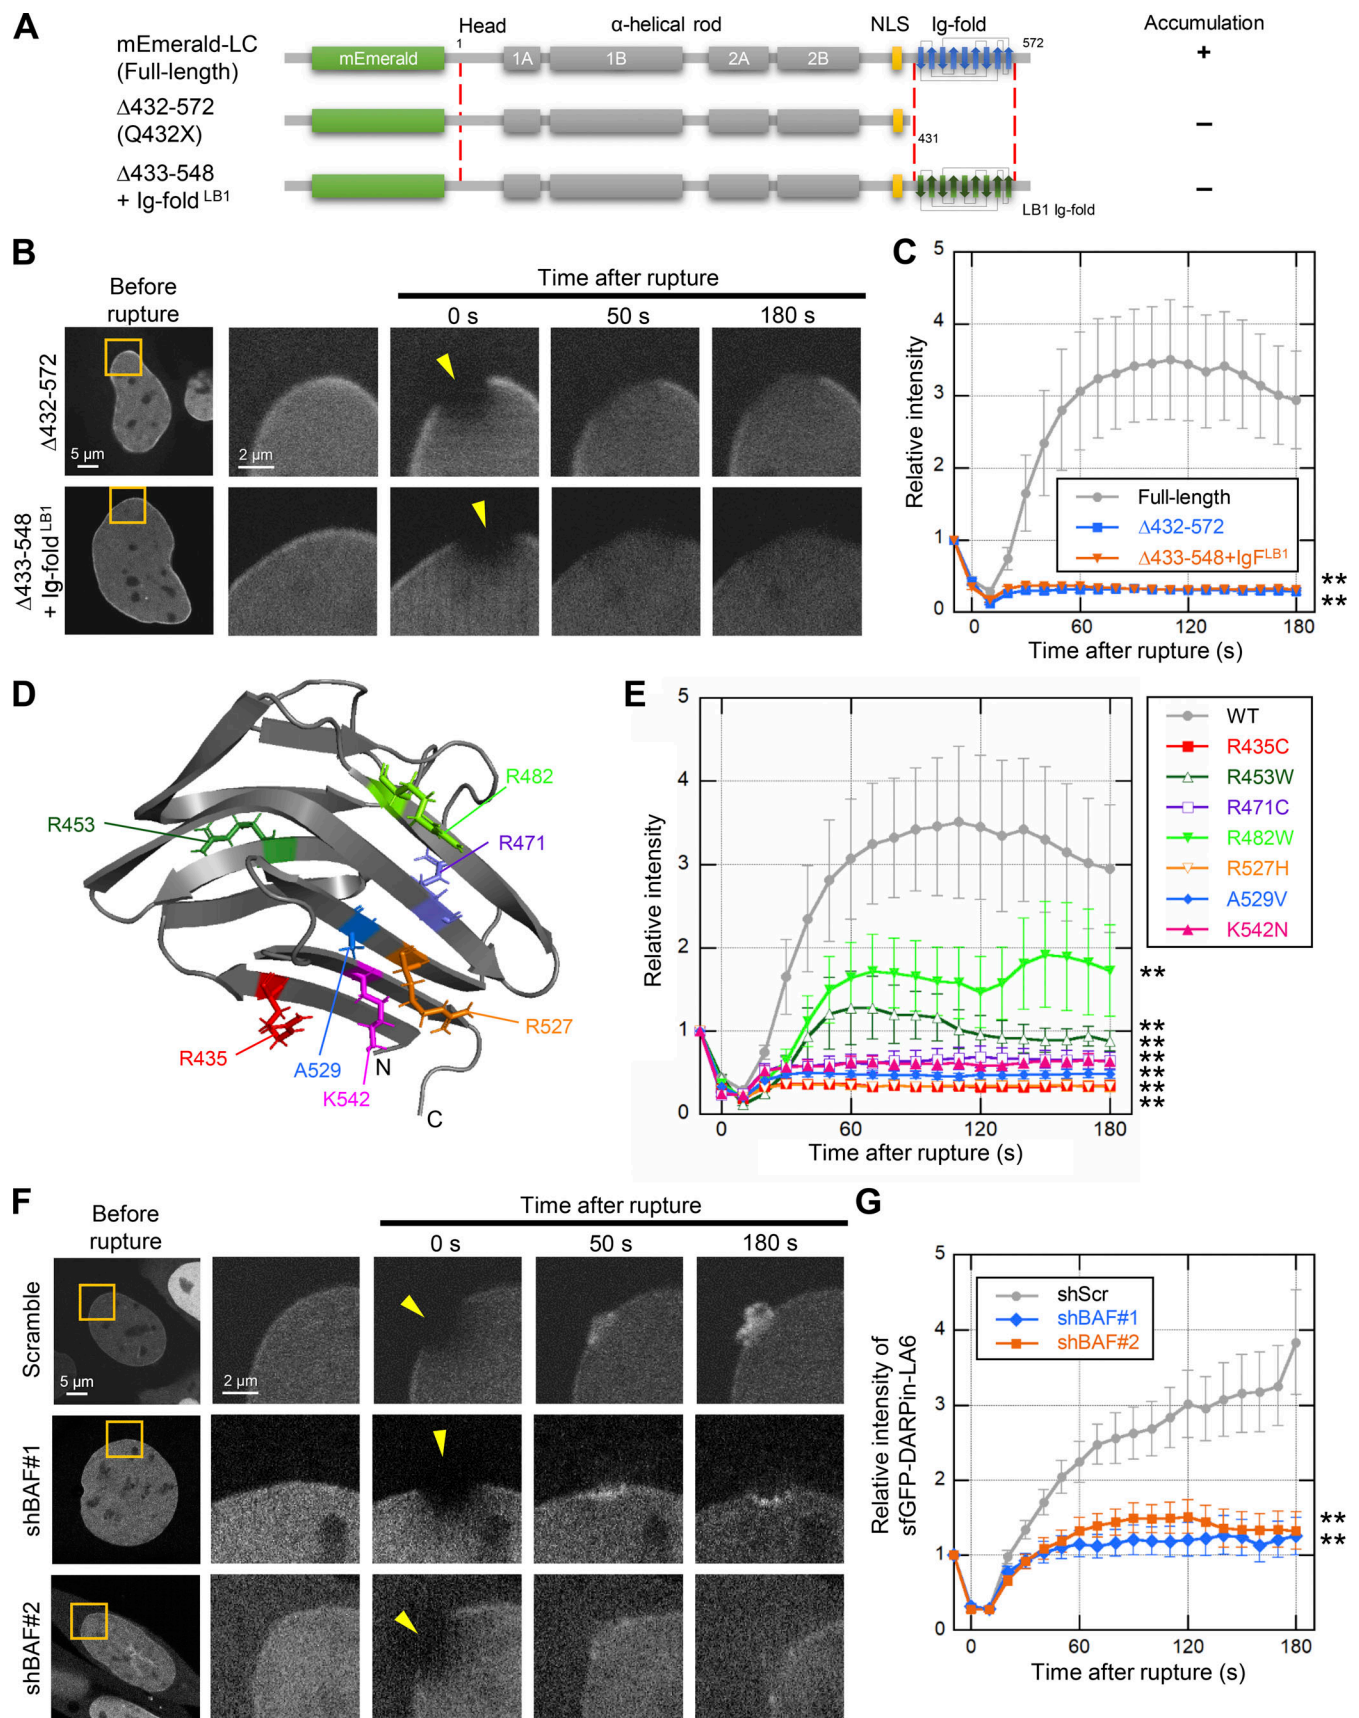 A
Head
α-helical rod
NLS
Ig-fold
Accumulation
mEmerald-LC
(Full-length)
mEmerald
1
1A
1B
2A
2B
572
+
Δ432-572
(Q432X)
431
–
Δ433-548
+ Ig-fold LB1
LB1 Ig-fold
–
B
Before
rupture
Time after rupture
0 s
50 s
180 s
Δ432-572
5 µm
2 µm
Δ433-548
+ Ig-fold LB1
C
Relative intensity
5
4
3
2
1
0
Full-length
Δ432-572
Δ433-548+IgF LB1
**
**
0
60
120
180
Time after rupture (s)
D
R482
R453
R471
R435
A529
K542
R527
N
C
E
Relative intensity
5
4
3
2
1
0
WT
R435C
R453W
R471C
R482W
R527H
A529V
K542N
**
**
**
**
**
**
**
0
60
120
180
Time after rupture (s)
F
Before
rupture
Time after rupture
0 s
50 s
180 s
Scramble
5 µm
2 µm
shBAF#1
shBAF#2
G
Relative intensity of
sfGFP-DARPin-LA6
5
4
3
2
1
0
shScr
shBAF#1
shBAF#2
**
**
0
60
120
180
Time after rupture (s)